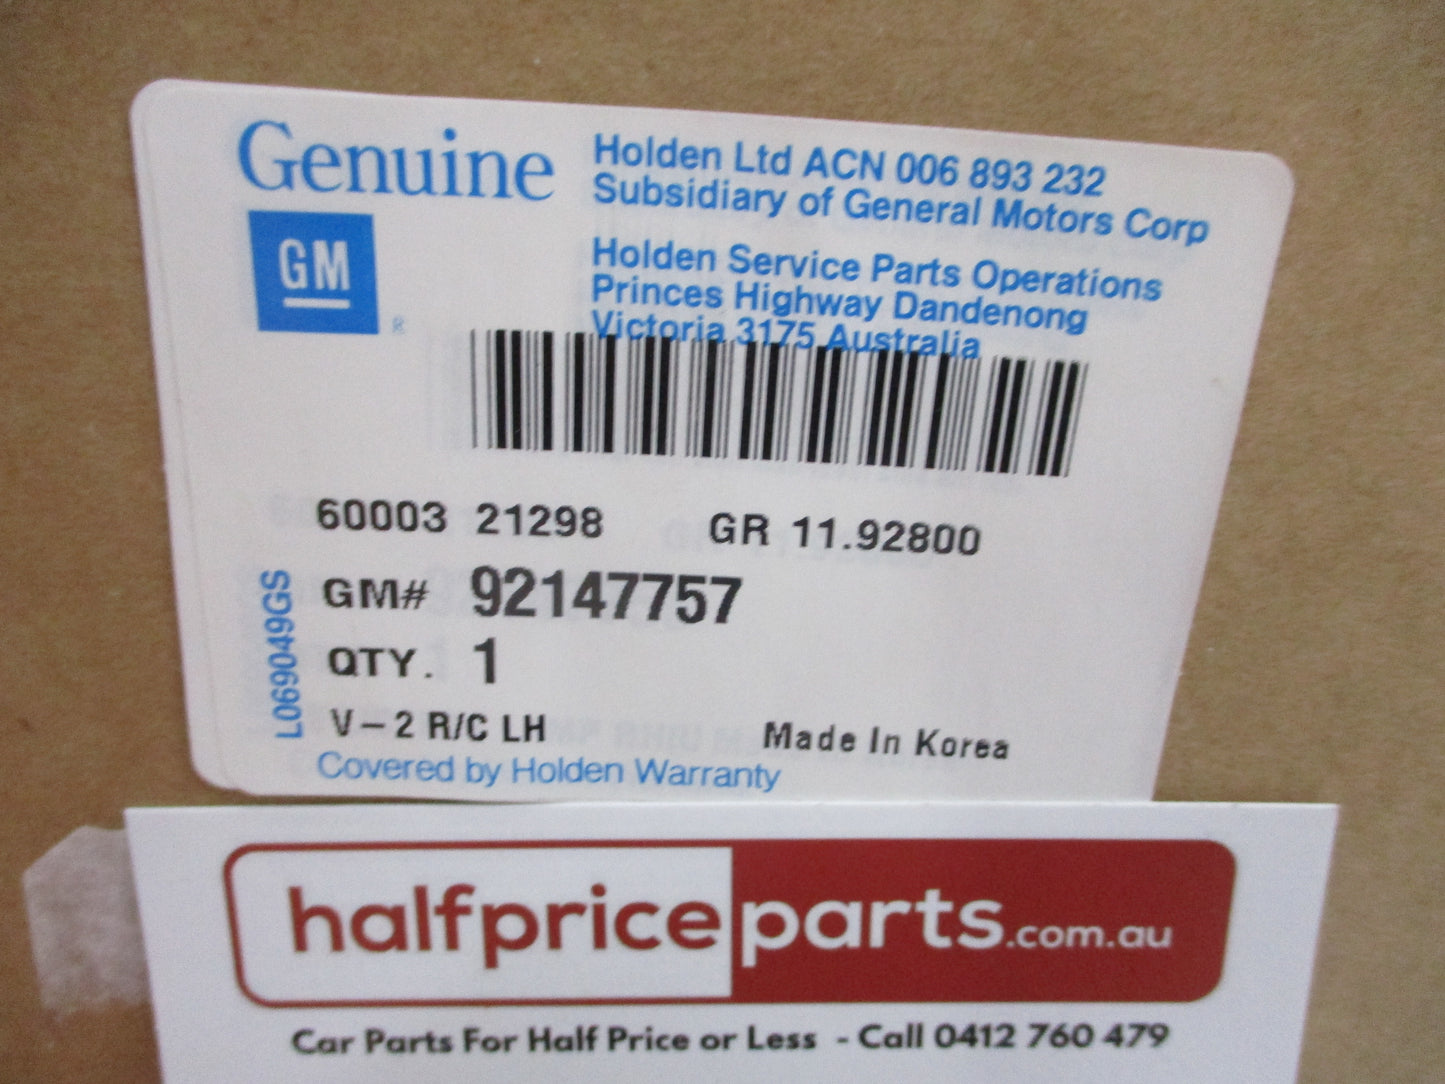 Genuine
GM
®
Holden Ltd ACN 006 893 232
Subsidiary of General Motors Corp
Holden Service Parts Operations
Princes Highway Dandenong
Victoria 3175 Australia
60003 21298 GR 11.92800
GM# 92147757
QTY. 1
V-2 R/C LH Made In Korea
Covered by Holden Warranty
L069049GS
halfpriceparts.com.au
Car Parts For Half Price or Less - Call 0412 760 479